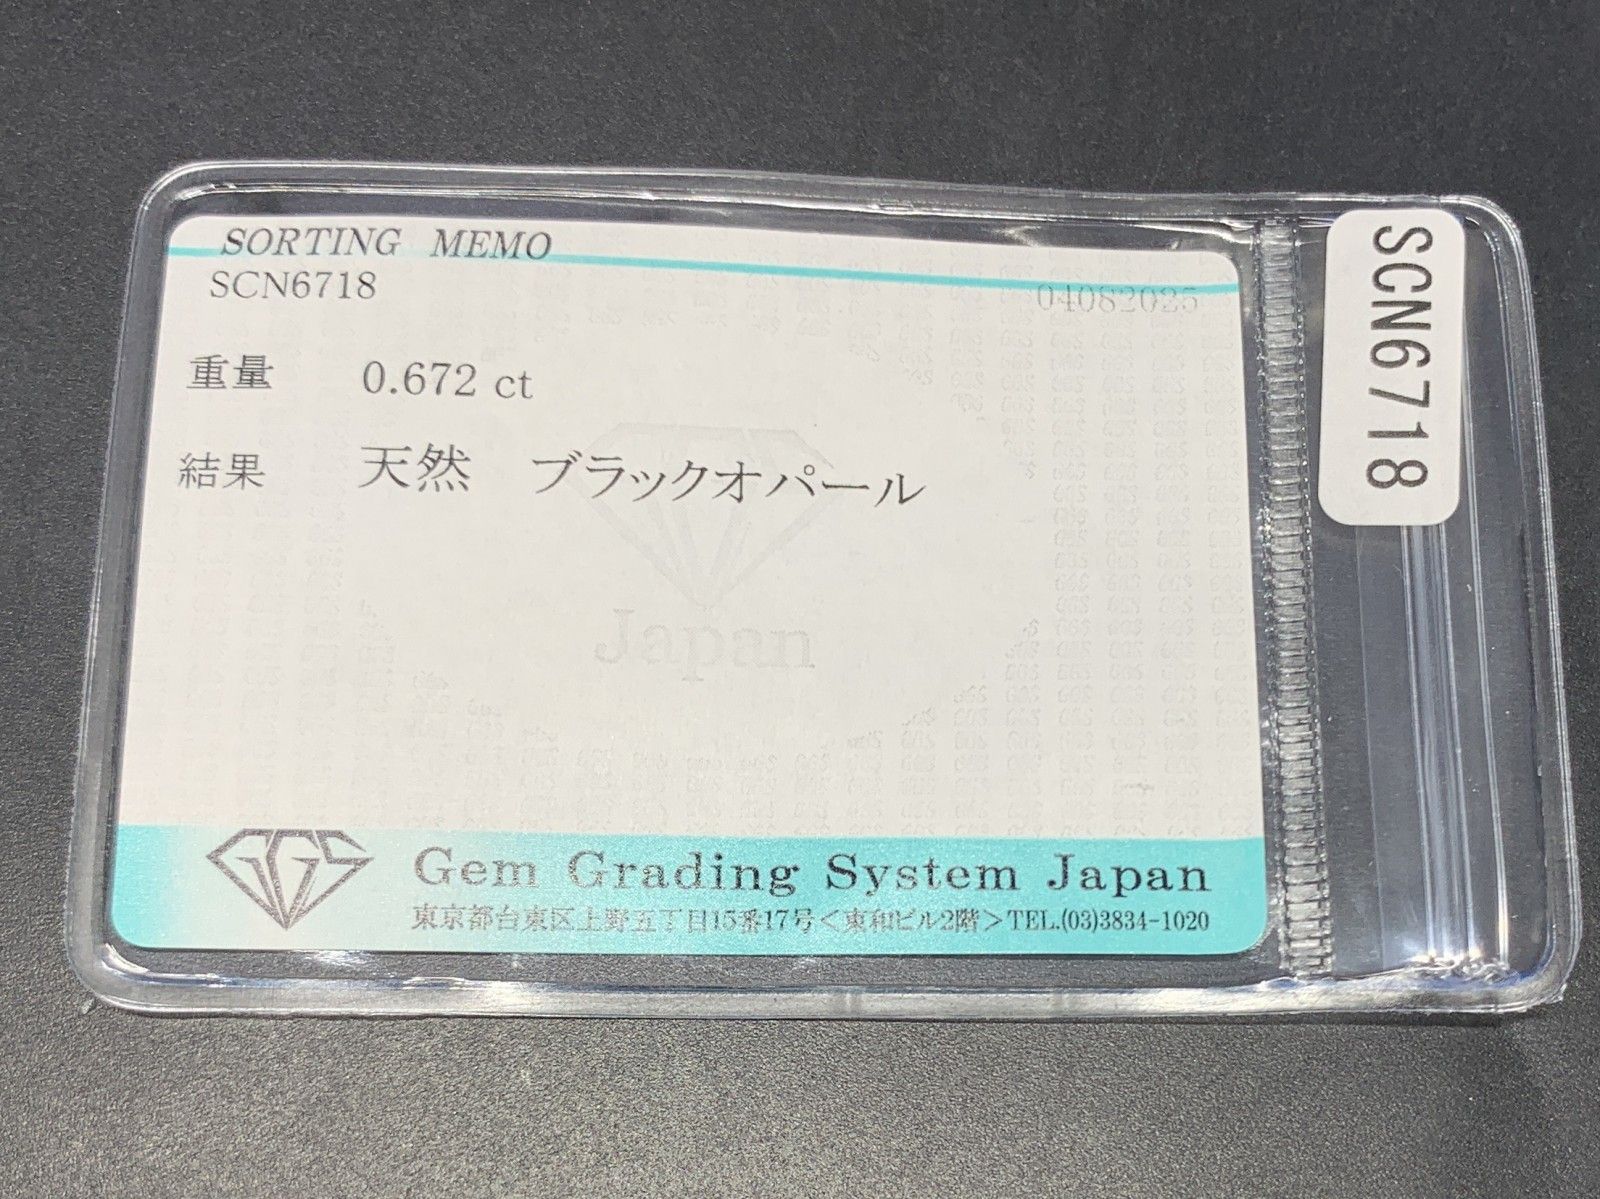 SORTING MEMO
SCN6718
04082025
重量 0.672 ct
結果 天然 ブラックオパール
Japan
GGS
Gem Grading System Japan
東京都台東区上野五丁目15番17号＜東和ビル2階＞TEL.(03)3834-1020
SCN6718